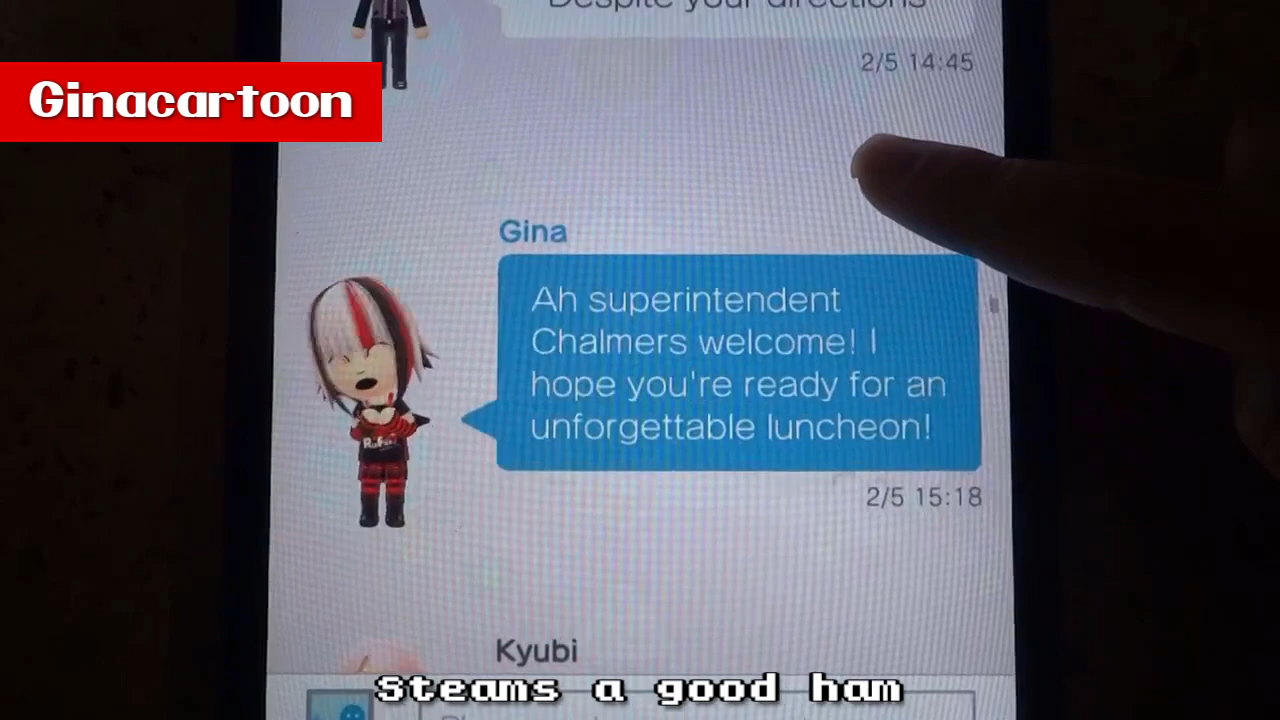 Despite your directions
2/5 14:45
Ginacartoon
Gina
Ah superintendent
Chalmers welcome! I
hope you're ready for an
unforgettable luncheon!
2/5 15:18
Kyubi
steams a good ham